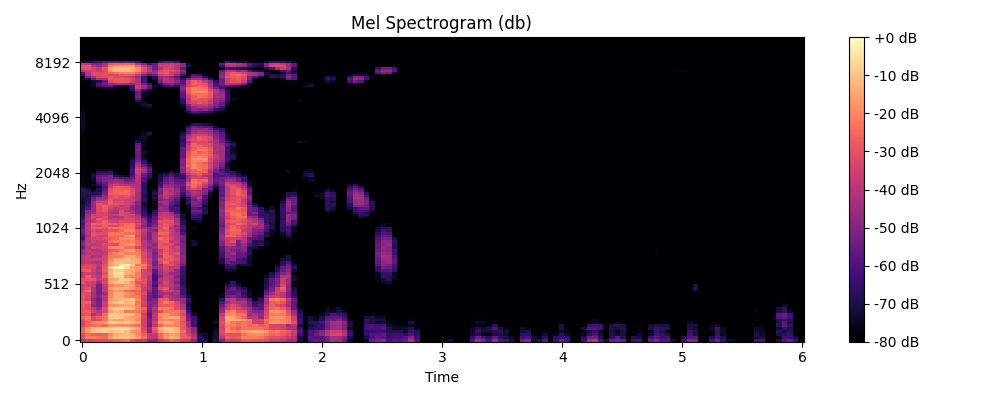 Mel Spectrogram (db)
8192
4096
2048
1024
512
0
Hz
0 1 2 3 4 5 6
Time
+0 dB
-10 dB
-20 dB
-30 dB
-40 dB
-50 dB
-60 dB
-70 dB
-80 dB